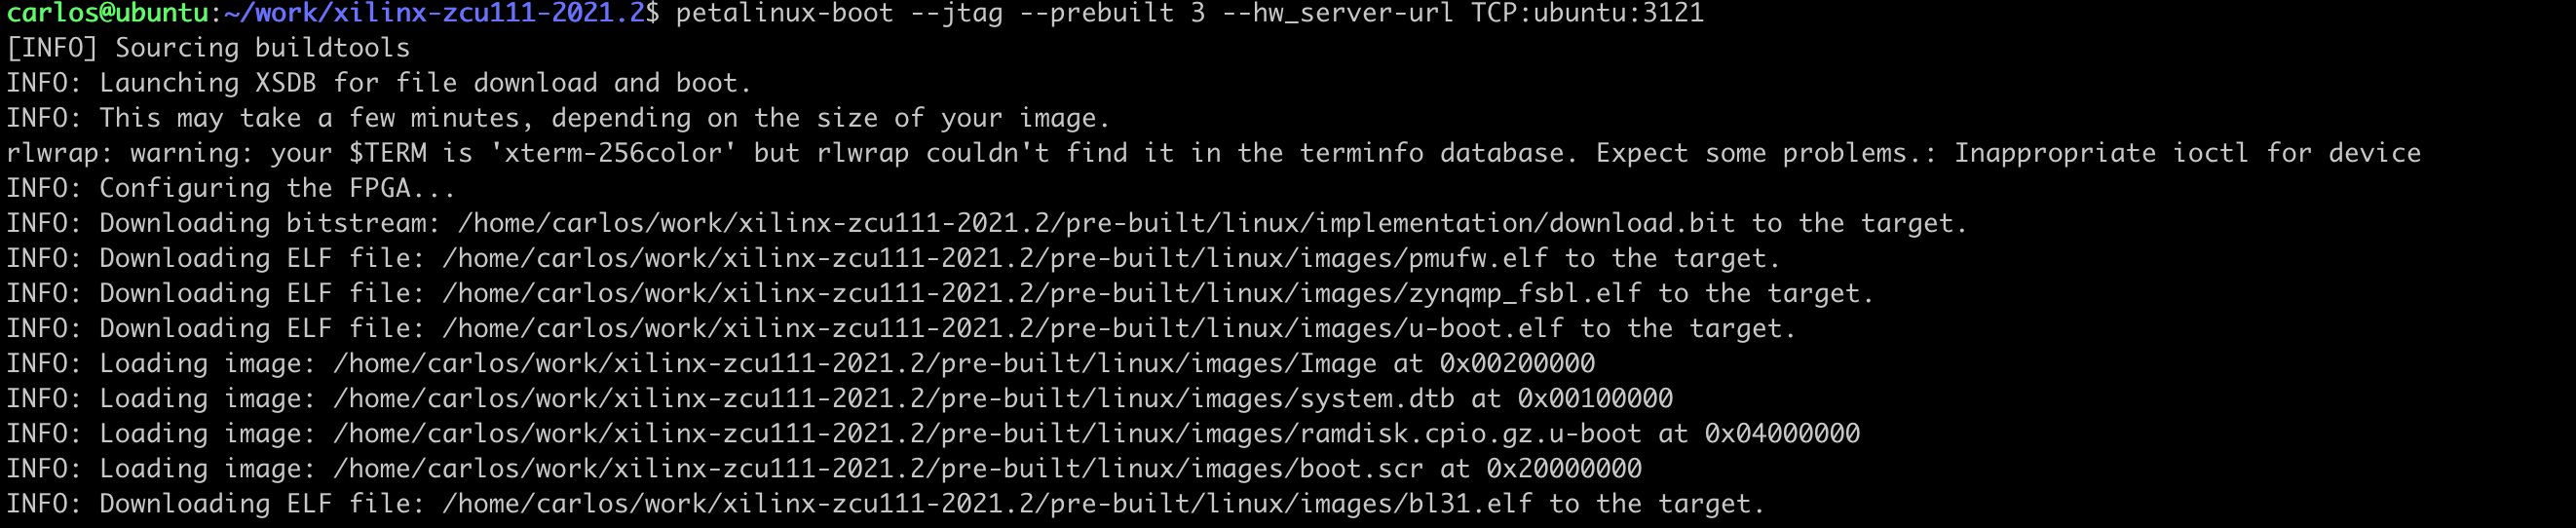 carlos@ubuntu:~/work/xilinx-zcu111-2021.2$ petalinux-boot --jtag --prebuilt 3 --hw_server-url TCP:ubuntu:3121
[INFO] Sourcing buildtools
INFO: Launching XSDB for file download and boot.
INFO: This may take a few minutes, depending on the size of your image.
rlwrap: warning: your $TERM is 'xterm-256color' but rlwrap couldn't find it in the terminfo database. Expect some problems.: Inappropriate ioctl for device
INFO: Configuring the FPGA...
INFO: Downloading bitstream: /home/carlos/work/xilinx-zcu111-2021.2/pre-built/linux/implementation/download.bit to the target.
INFO: Downloading ELF file: /home/carlos/work/xilinx-zcu111-2021.2/pre-built/linux/images/pmufw.elf to the target.
INFO: Downloading ELF file: /home/carlos/work/xilinx-zcu111-2021.2/pre-built/linux/images/zynqmp_fsbl.elf to the target.
INFO: Downloading ELF file: /home/carlos/work/xilinx-zcu111-2021.2/pre-built/linux/images/u-boot.elf to the target.
INFO: Loading image: /home/carlos/work/xilinx-zcu111-2021.2/pre-built/linux/images/Image at 0x00200000
INFO: Loading image: /home/carlos/work/xilinx-zcu111-2021.2/pre-built/linux/images/system.dtb at 0x00100000
INFO: Loading image: /home/carlos/work/xilinx-zcu111-2021.2/pre-built/linux/images/ramdisk.cpio.gz.u-boot at 0x04000000
INFO: Loading image: /home/carlos/work/xilinx-zcu111-2021.2/pre-built/linux/images/boot.scr at 0x20000000
INFO: Downloading ELF file: /home/carlos/work/xilinx-zcu111-2021.2/pre-built/linux/images/bl31.elf to the target.